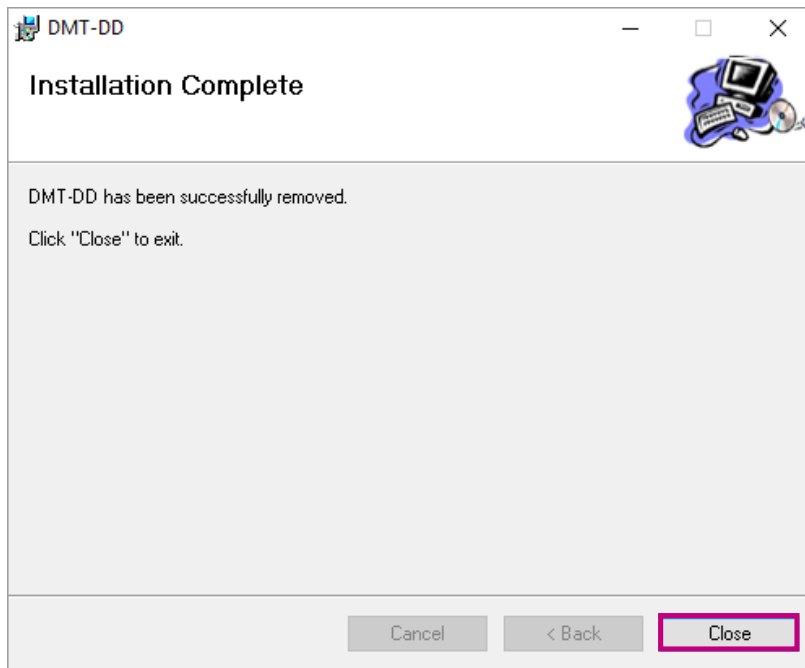 DMT-DD
Installation Complete
DMT-DD has been successfully removed.
Click "Close" to exit.
Cancel
< Back
Close